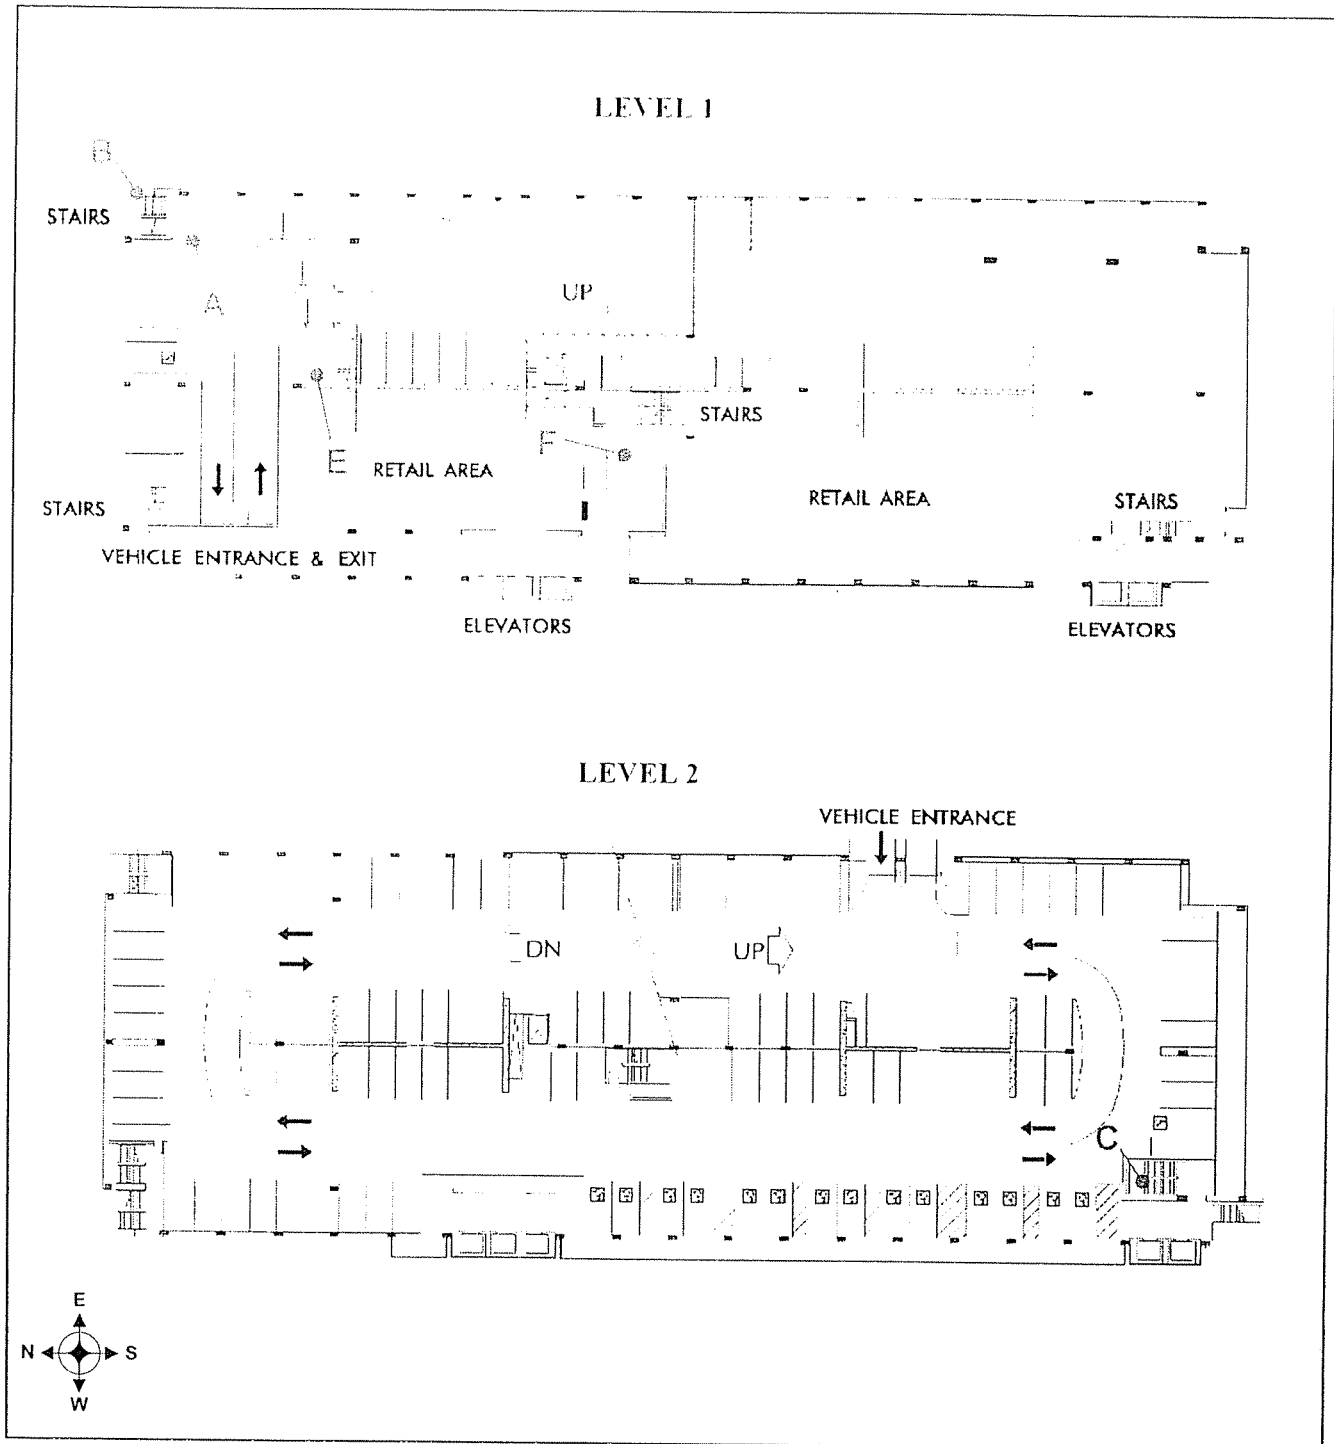 LEVEL 1
B
STAIRS
A
UP
STAIRS
E
F
RETAIL AREA
RETAIL AREA
STAIRS
STAIRS
VEHICLE ENTRANCE & EXIT
ELEVATORS
ELEVATORS
LEVEL 2
VEHICLE ENTRANCE
DN
UP
C
E
N
S
W